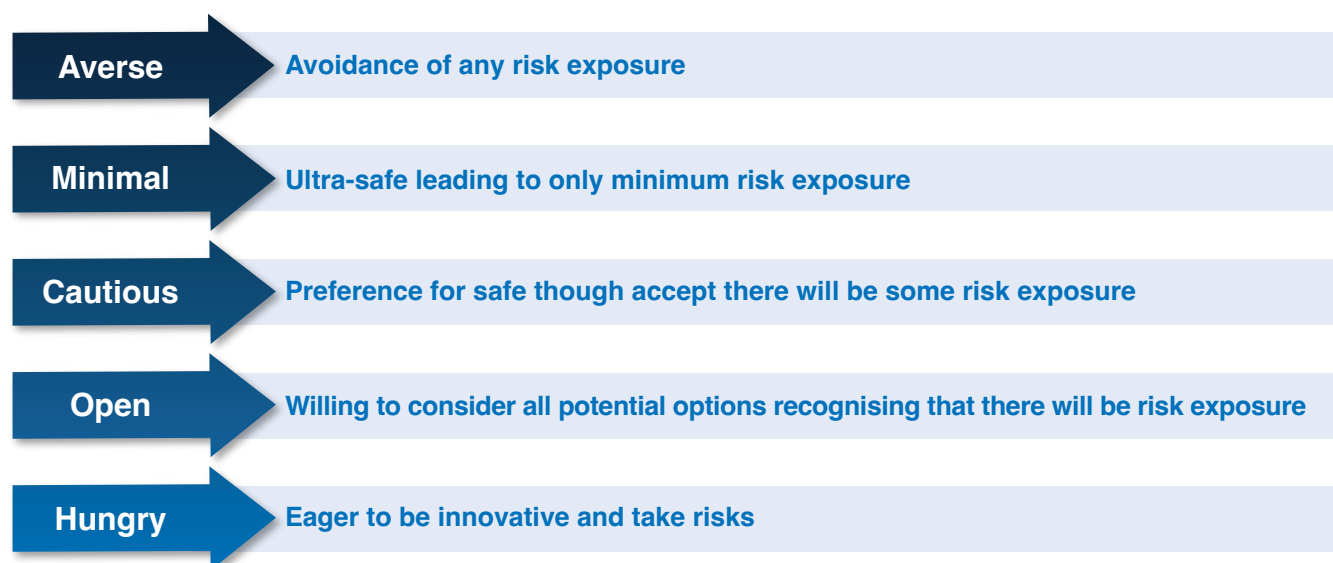 Averse
Avoidance of any risk exposure
Minimal
Ultra-safe leading to only minimum risk exposure
Cautious
Preference for safe though accept there will be some risk exposure
Open
Willing to consider all potential options recognising that there will be risk exposure
Hungry
Eager to be innovative and take risks